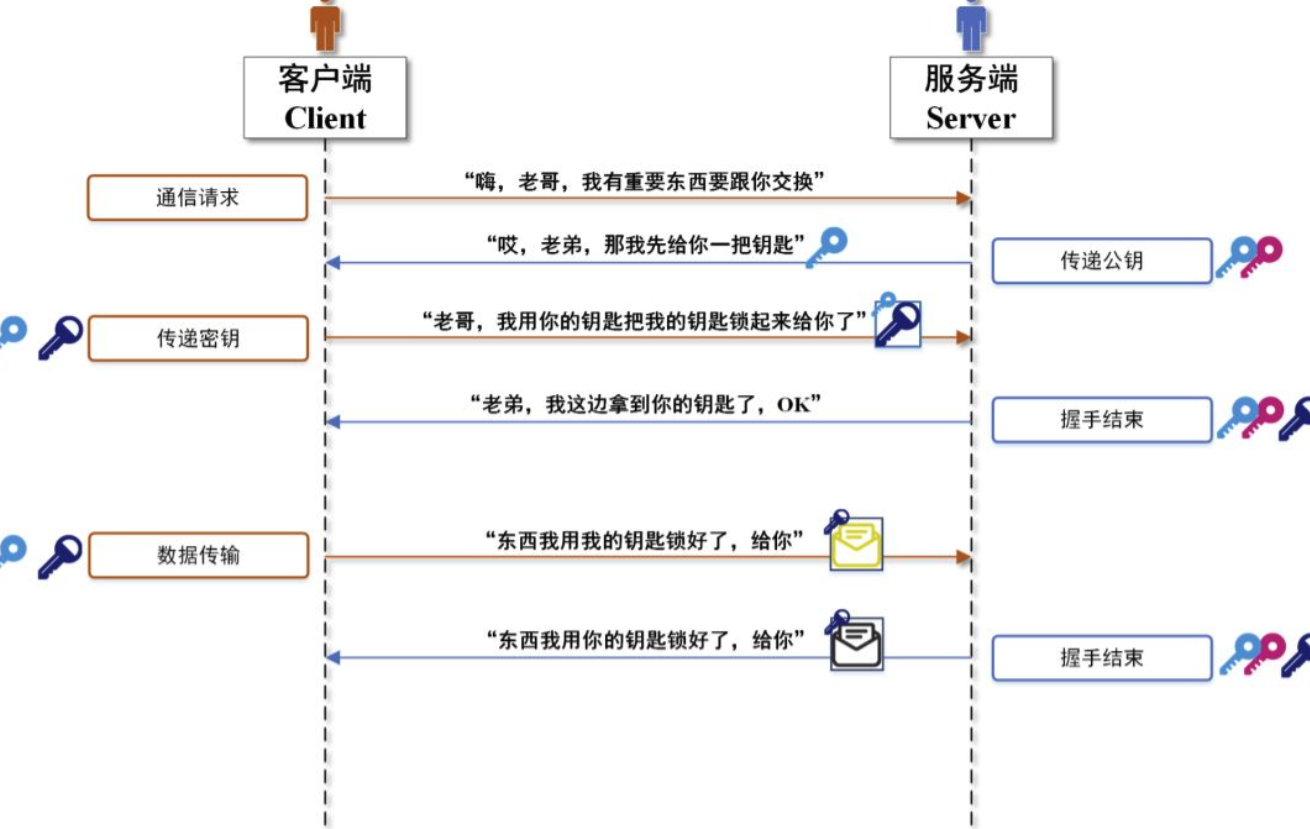 客户端
Client
服务端
Server
通信请求
“嗨，老哥，我有重要东西要跟你交换”
“哎，老弟，那我先给你一把钥匙”
传递公钥
传递密钥
“老哥，我用你的钥匙把我的钥匙锁起来给你了”
“老弟，我这边拿到你的钥匙了，OK”
握手结束
数据传输
“东西我用我的钥匙锁好了，给你”
“东西我用你的钥匙锁好了，给你”
握手结束